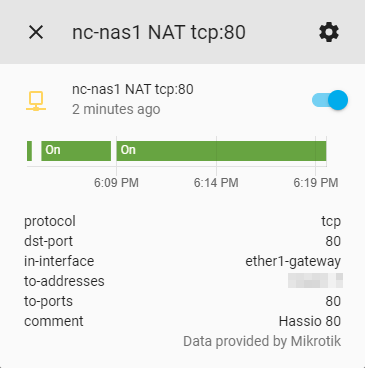 nc-nas1 NAT tcp:80
nc-nas1 NAT tcp:80
2 minutes ago
On On
6:09 PM 6:14 PM 6:19 PM
protocol tcp
dst-port 80
in-interface ether1-gateway
to-addresses
to-ports 80
comment Hassio 80
Data provided by Mikrotik